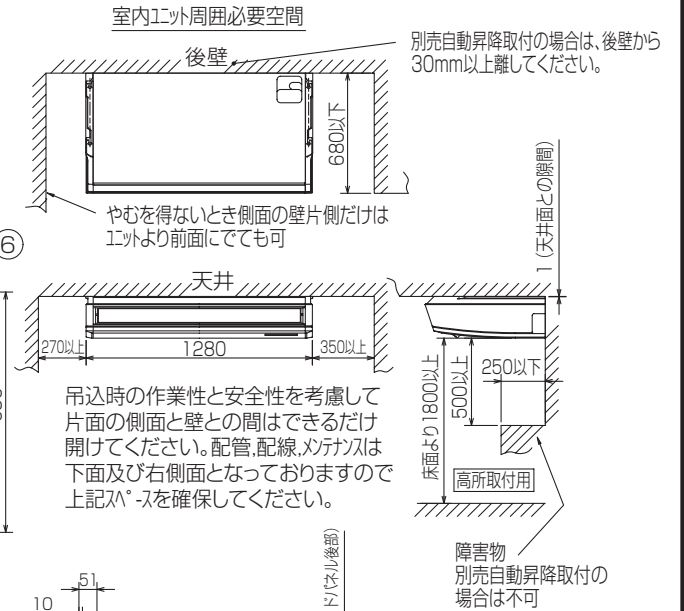 室内ユニット周囲必要空間
別売自動昇降取付の場合は、後壁から
30mm以上離してください。
後壁
680以下
やむを得ないとき側面の壁片側だけは
ユニットより前面にでても可
⑥
1(天井面との隙間)
天井
270以上
1280
350以上
床面より1800以上
500以上
250以下
吊込時の作業性と安全性を考慮して
片面の側面と壁との間はできるだけ
開けてください。配管,配線,メンテナンスは
下面及び右側面となっておりますので
上記スペースを確保してください。
高所取付用
障害物
別売自動昇降取付の
場合は不可
51
10
ドパネル後部)